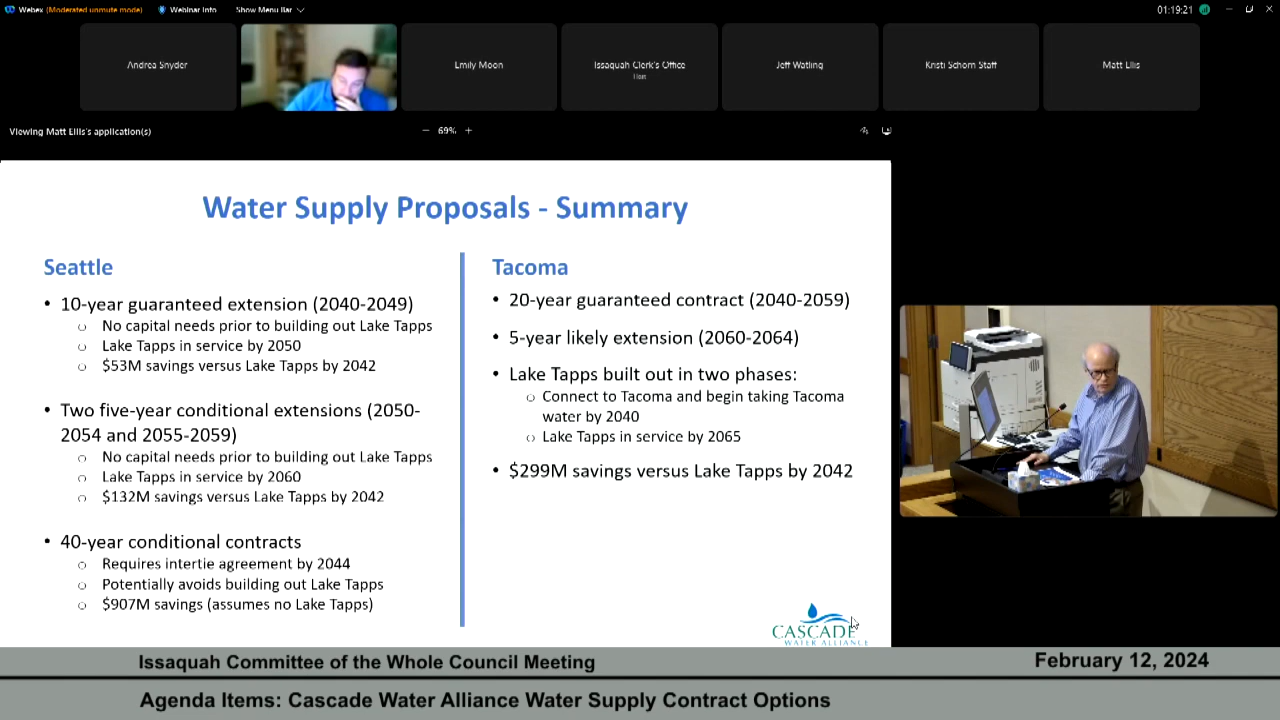 Webex (Moderated unmute mode) Webinar Info Show Menu Bar 01:19:21
Andrea Snyder
Emily Moon
Issaquah Clerk's Office
Host
Jeff Watling
Kristi Schorn Staff
Matt Ellis
Viewing Matt Ellis's application(s) − 69% +
Water Supply Proposals - Summary
Seattle
• 10-year guaranteed extension (2040-2049)
○ No capital needs prior to building out Lake Tapps
○ Lake Tapps in service by 2050
○ $53M savings versus Lake Tapps by 2042
• Two five-year conditional extensions (2050-
2054 and 2055-2059)
○ No capital needs prior to building out Lake Tapps
○ Lake Tapps in service by 2060
○ $132M savings versus Lake Tapps by 2042
• 40-year conditional contracts
○ Requires intertie agreement by 2044
○ Potentially avoids building out Lake Tapps
○ $907M savings (assumes no Lake Tapps)
Tacoma
• 20-year guaranteed contract (2040-2059)
• 5-year likely extension (2060-2064)
• Lake Tapps built out in two phases:
○ Connect to Tacoma and begin taking Tacoma
water by 2040
○ Lake Tapps in service by 2065
• $299M savings versus Lake Tapps by 2042
CASCADE
WATER ALLIANCE
Issaquah Committee of the Whole Council Meeting
February 12, 2024
Agenda Items: Cascade Water Alliance Water Supply Contract Options